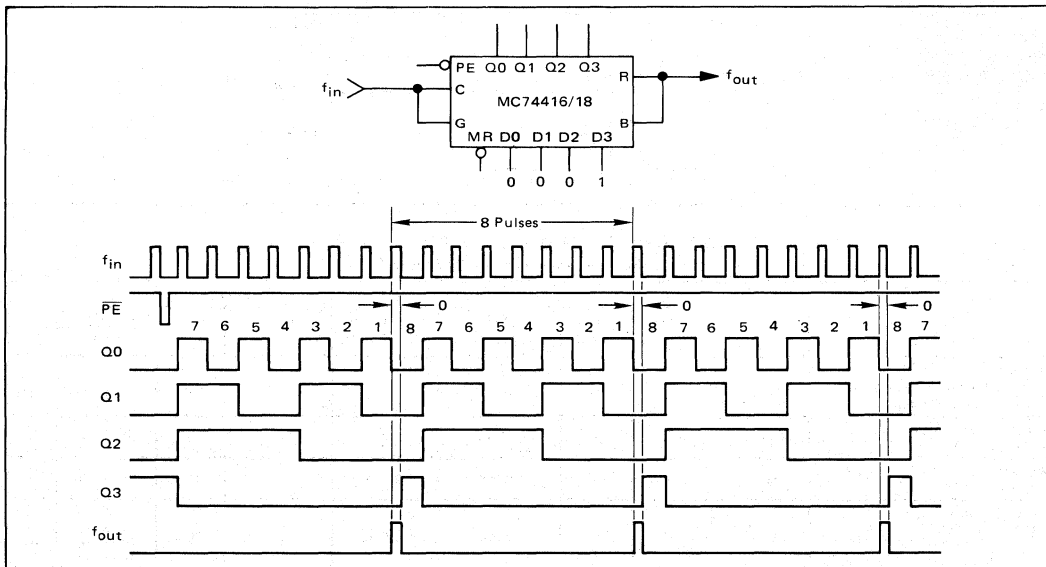 PE Q0 Q1 Q2 Q3
R
f_out
f_in
C
MC74416/18
G
B
MR D0 D1 D2 D3
0 0 0 1
8 Pulses
f_in
PE
0 0 0
7 6 5 4 3 2 1 8 7 6 5 4 3 2 1 8 7 6 5 4 3 2 1 8 7
Q0
Q1
Q2
Q3
f_out